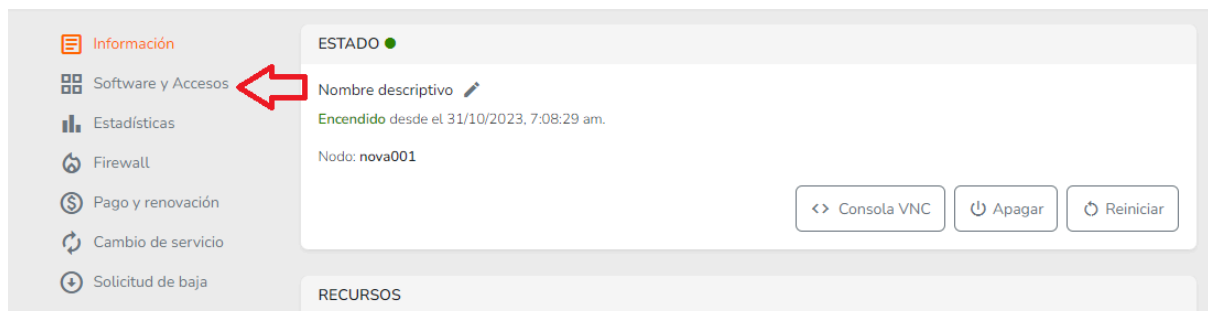 Información
Software y Accesos
Estadísticas
Firewall
Pago y renovación
Cambio de servicio
Solicitud de baja
ESTADO
Nombre descriptivo
Encendido desde el 31/10/2023, 7:08:29 am.
Nodo: nova001
<> Consola VNC
Apagar
Reiniciar
RECURSOS